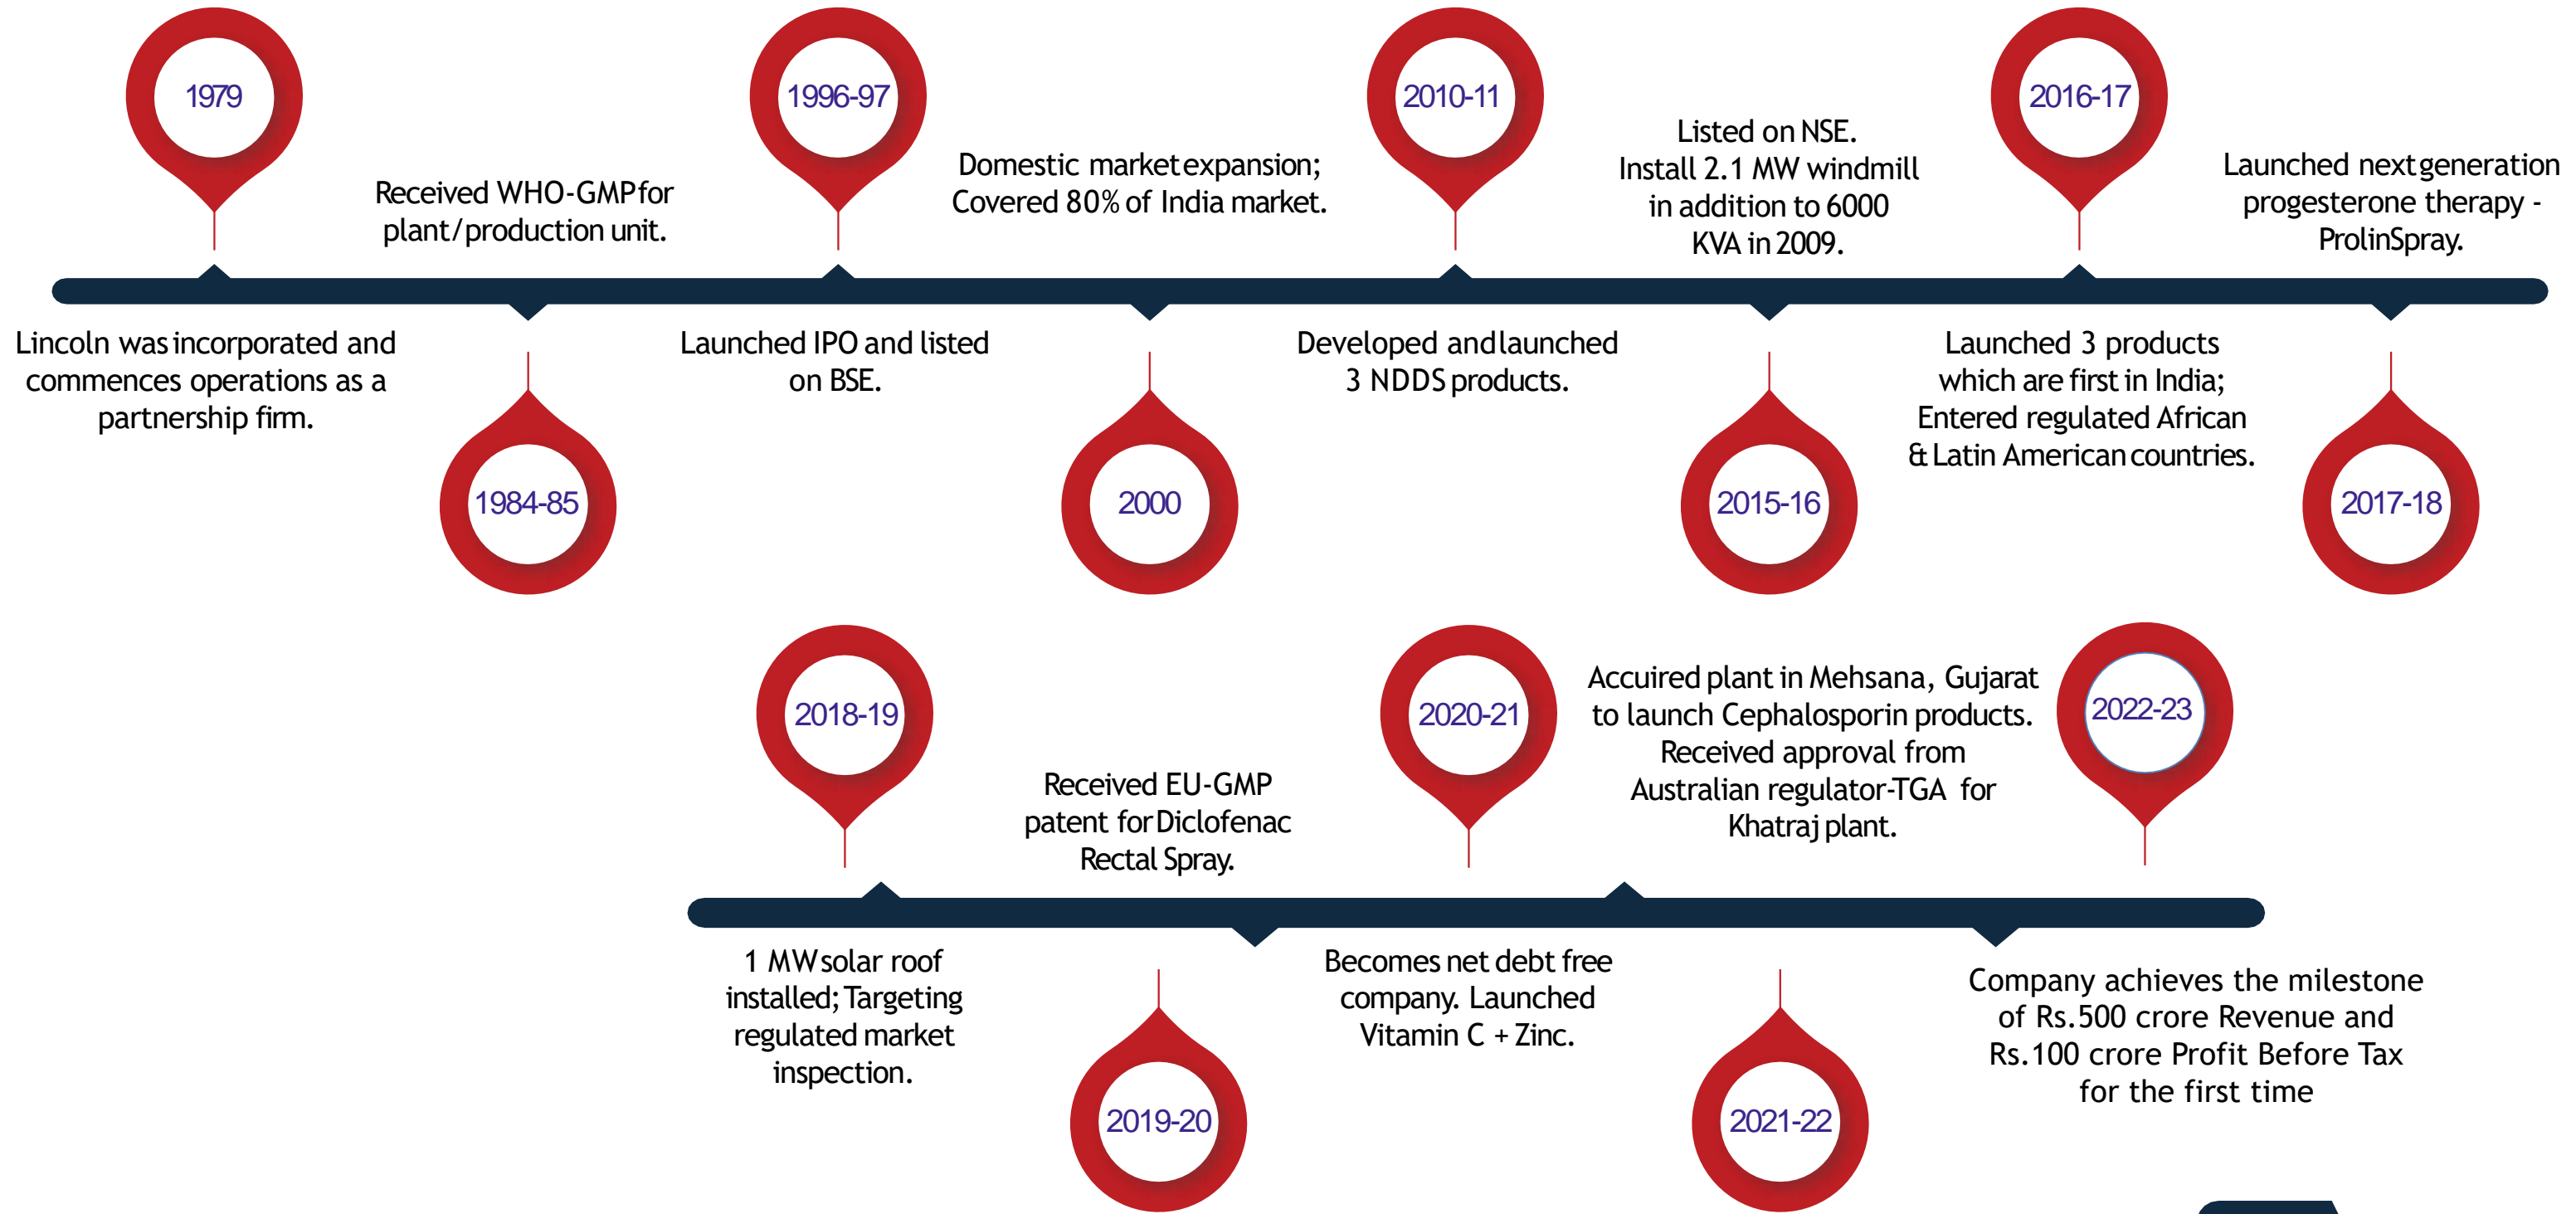 1979
Lincoln was incorporated and
commences operations as a
partnership firm.
Received WHO-GMP for
plant/production unit.
1984-85
1996-97
Launched IPO and listed
on BSE.
Domestic market expansion;
Covered 80% of India market.
2000
2010-11
Developed and launched
3 NDDS products.
Listed on NSE.
Install 2.1 MW windmill
in addition to 6000
KVA in 2009.
2015-16
2016-17
Launched 3 products
which are first in India;
Entered regulated African
& Latin American countries.
Launched next generation
progesterone therapy -
ProlinSpray.
2017-18
2018-19
1 MW solar roof
installed; Targeting
regulated market
inspection.
Received EU-GMP
patent for Diclofenac
Rectal Spray.
2019-20
2020-21
Becomes net debt free
company. Launched
Vitamin C + Zinc.
Accuired plant in Mehsana, Gujarat
to launch Cephalosporin products.
Received approval from
Australian regulator-TGA for
Khatraj plant.
2021-22
2022-23
Company achieves the milestone
of Rs.500 crore Revenue and
Rs.100 crore Profit Before Tax
for the first time